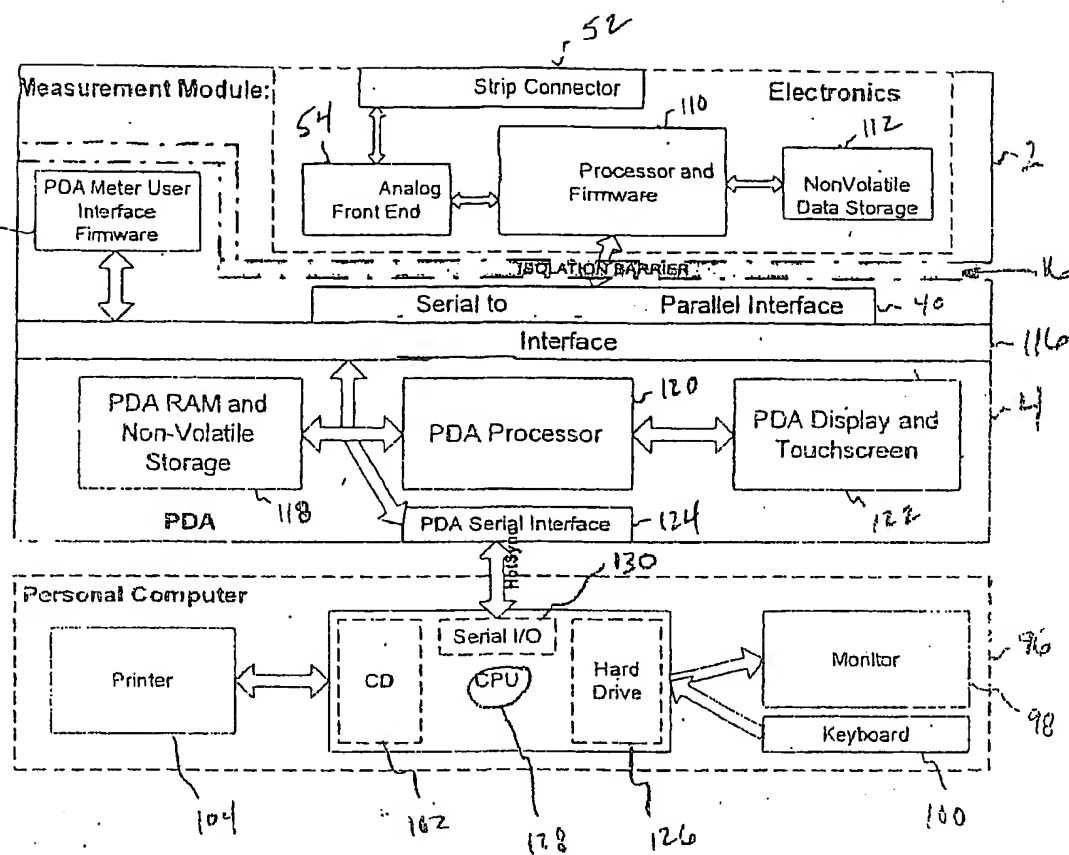 52
Measurement Module:
Strip Connector
Electronics
110
54
112
2
Analog
Front End
Processor and
Firmware
NonVolatile
Data Storage
PDA Meter User
Interface
Firmware
ISOLATION BARRIER
Serial to
Parallel Interface
40
Interface
116
PDA RAM and
Non-Volatile
Storage
118
120
PDA Processor
PDA Display and
Touchscreen
122
4
PDA
PDA Serial Interface
124
HotSync
130
Personal Computer
Printer
CD
Serial I/O
CPU
Hard
Drive
Monitor
96
98
Keyboard
104
102
128
126
100